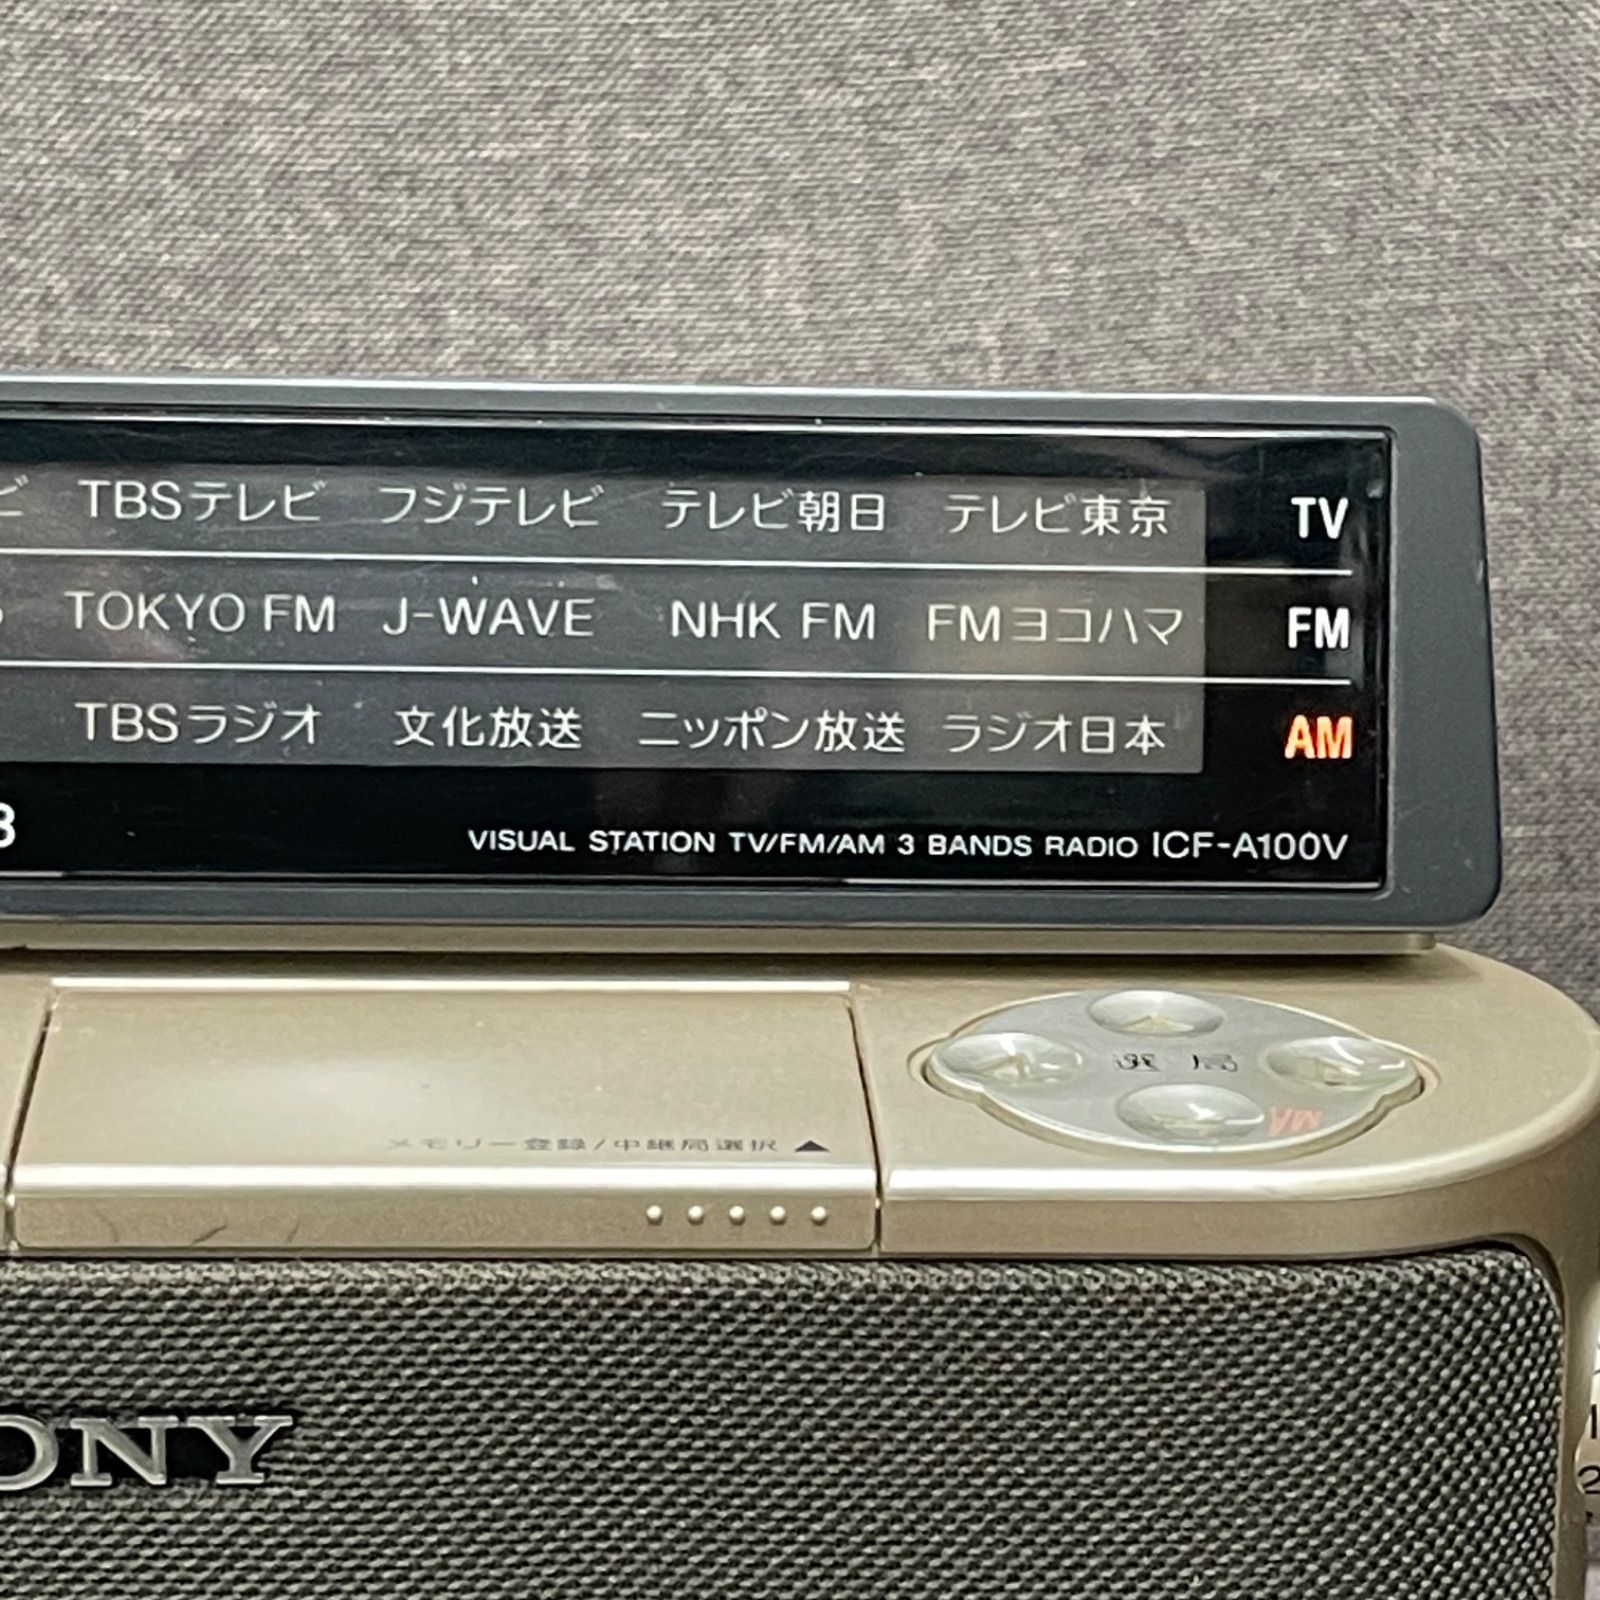 ビ TBSテレビ フジテレビ テレビ朝日 テレビ東京 TV
TOKYO FM J-WAVE NHK FM FMヨコハマ FM
TBSラジオ 文化放送 ニッポン放送 ラジオ日本 AM
VISUAL STATION TV/FM/AM 3 BANDS RADIO ICF-A100V
選 局
メモリー登録/中継局選択 ▲
ONY
1
2